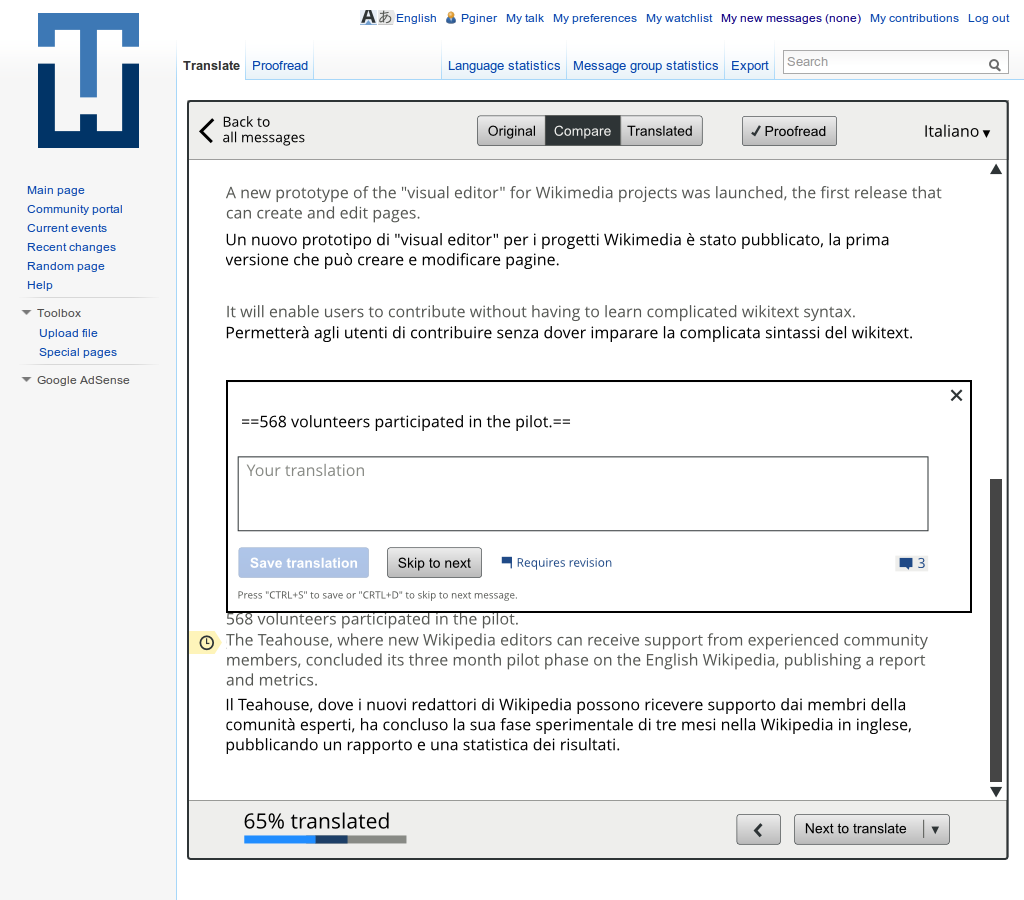 A あ English Pginer My talk My preferences My watchlist My new messages (none) My contributions Log out
Translate Proofread Language statistics Message group statistics Export Search
Main page
Community portal
Current events
Recent changes
Random page
Help
Toolbox
Upload file
Special pages
Google AdSense
Back to
all messages
Original Compare Translated ✓Proofread Italiano ▾
A new prototype of the "visual editor" for Wikimedia projects was launched, the first release that
can create and edit pages.
Un nuovo prototipo di "visual editor" per i progetti Wikimedia è stato pubblicato, la prima
versione che può creare e modificare pagine.
It will enable users to contribute without having to learn complicated wikitext syntax.
Permetterà agli utenti di contribuire senza dover imparare la complicata sintassi del wikitext.
✕
==568 volunteers participated in the pilot.==
Your translation
Save translation Skip to next Requires revision 3
Press "CTRL+S" to save or "CRTL+D" to skip to next message.
568 volunteers participated in the pilot.
The Teahouse, where new Wikipedia editors can receive support from experienced community
members, concluded its three month pilot phase on the English Wikipedia, publishing a report
and metrics.
Il Teahouse, dove i nuovi redattori di Wikipedia possono ricevere supporto dai membri della
comunità esperti, ha concluso la sua fase sperimentale di tre mesi nella Wikipedia in inglese,
pubblicando un rapporto e una statistica dei risultati.
65% translated
Next to translate ▾